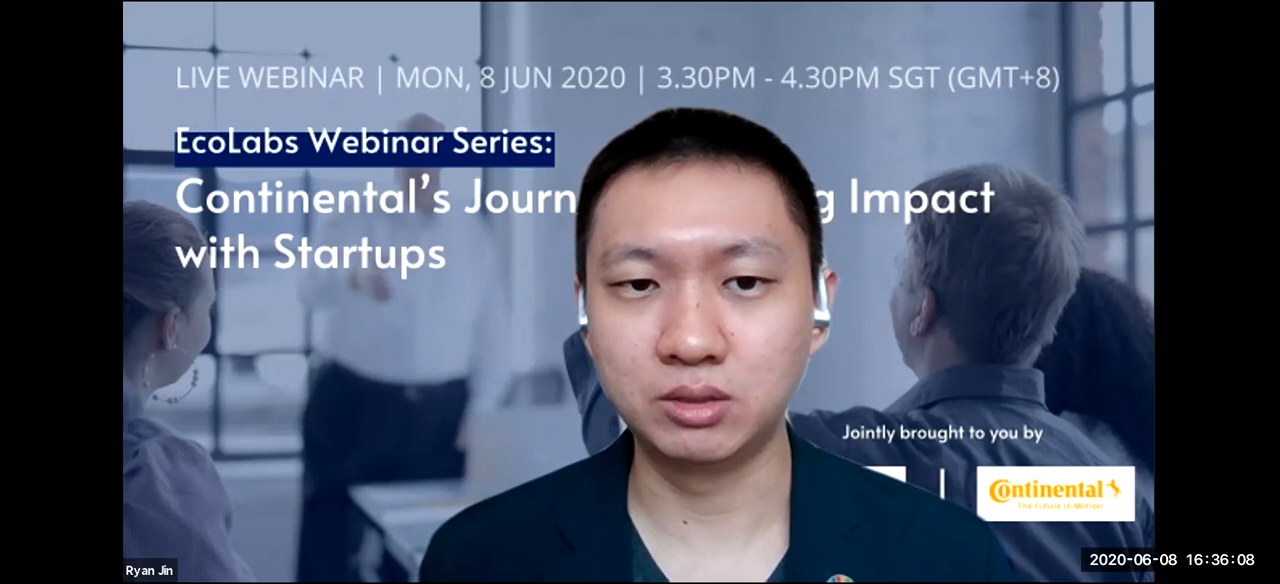 LIVE WEBINAR | MON, 8 JUN 2020 | 3.30PM - 4.30PM SGT (GMT+8)
EcoLabs Webinar Series:
Continental's Journ g Impact
with Startups
Jointly brought to you by
Continental
The Future in Motion
Ryan Jin
2020-06-08 16:36:08